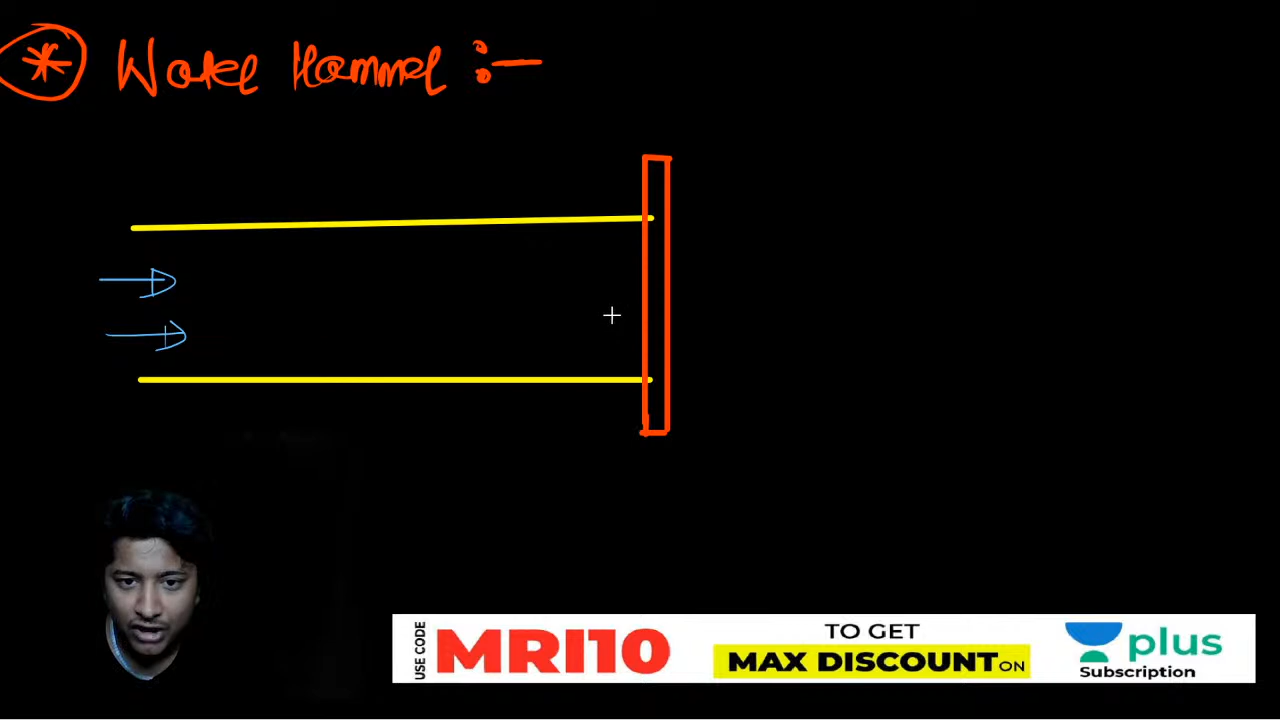 * Water Hammer :-
USE CODE
MRI10
TO GET
MAX DISCOUNT ON
plus
Subscription